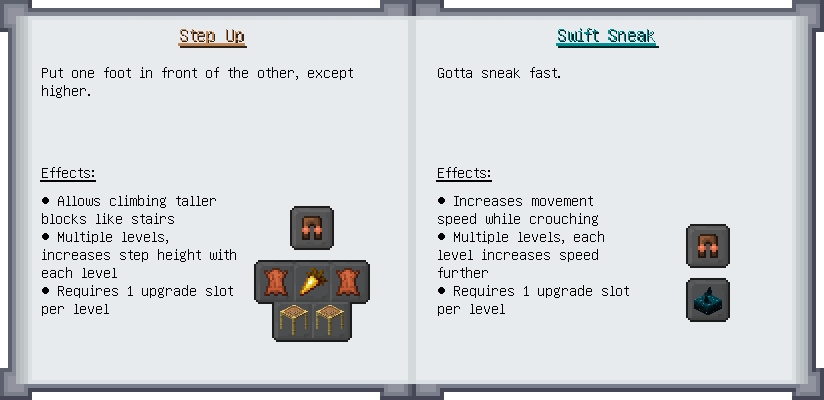 Step Up
Put one foot in front of the other, except
higher.
Effects:
● Allows climbing taller
blocks like stairs
● Multiple levels,
increases step height with
each level
● Requires 1 upgrade slot
per level
Swift Sneak
Gotta sneak fast.
Effects:
● Increases movement
speed while crouching
● Multiple levels, each
level increases speed
further
● Requires 1 upgrade slot
per level